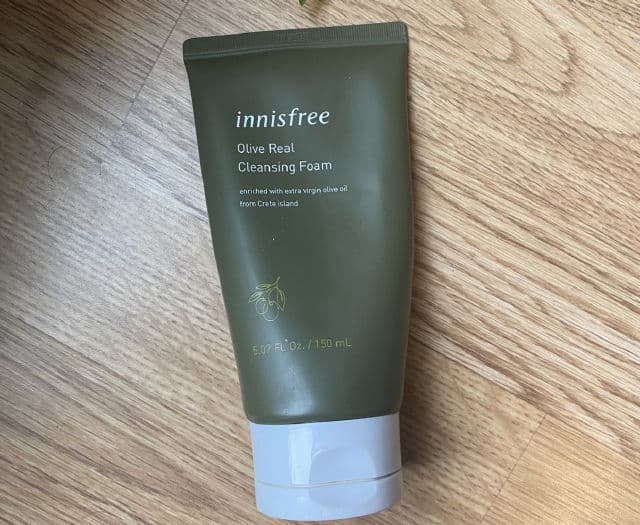 innisfree
Olive Real
Cleansing Foam
enriched with extra virgin olive oil
from Crete island
5.07 FL. Oz. / 150 mL